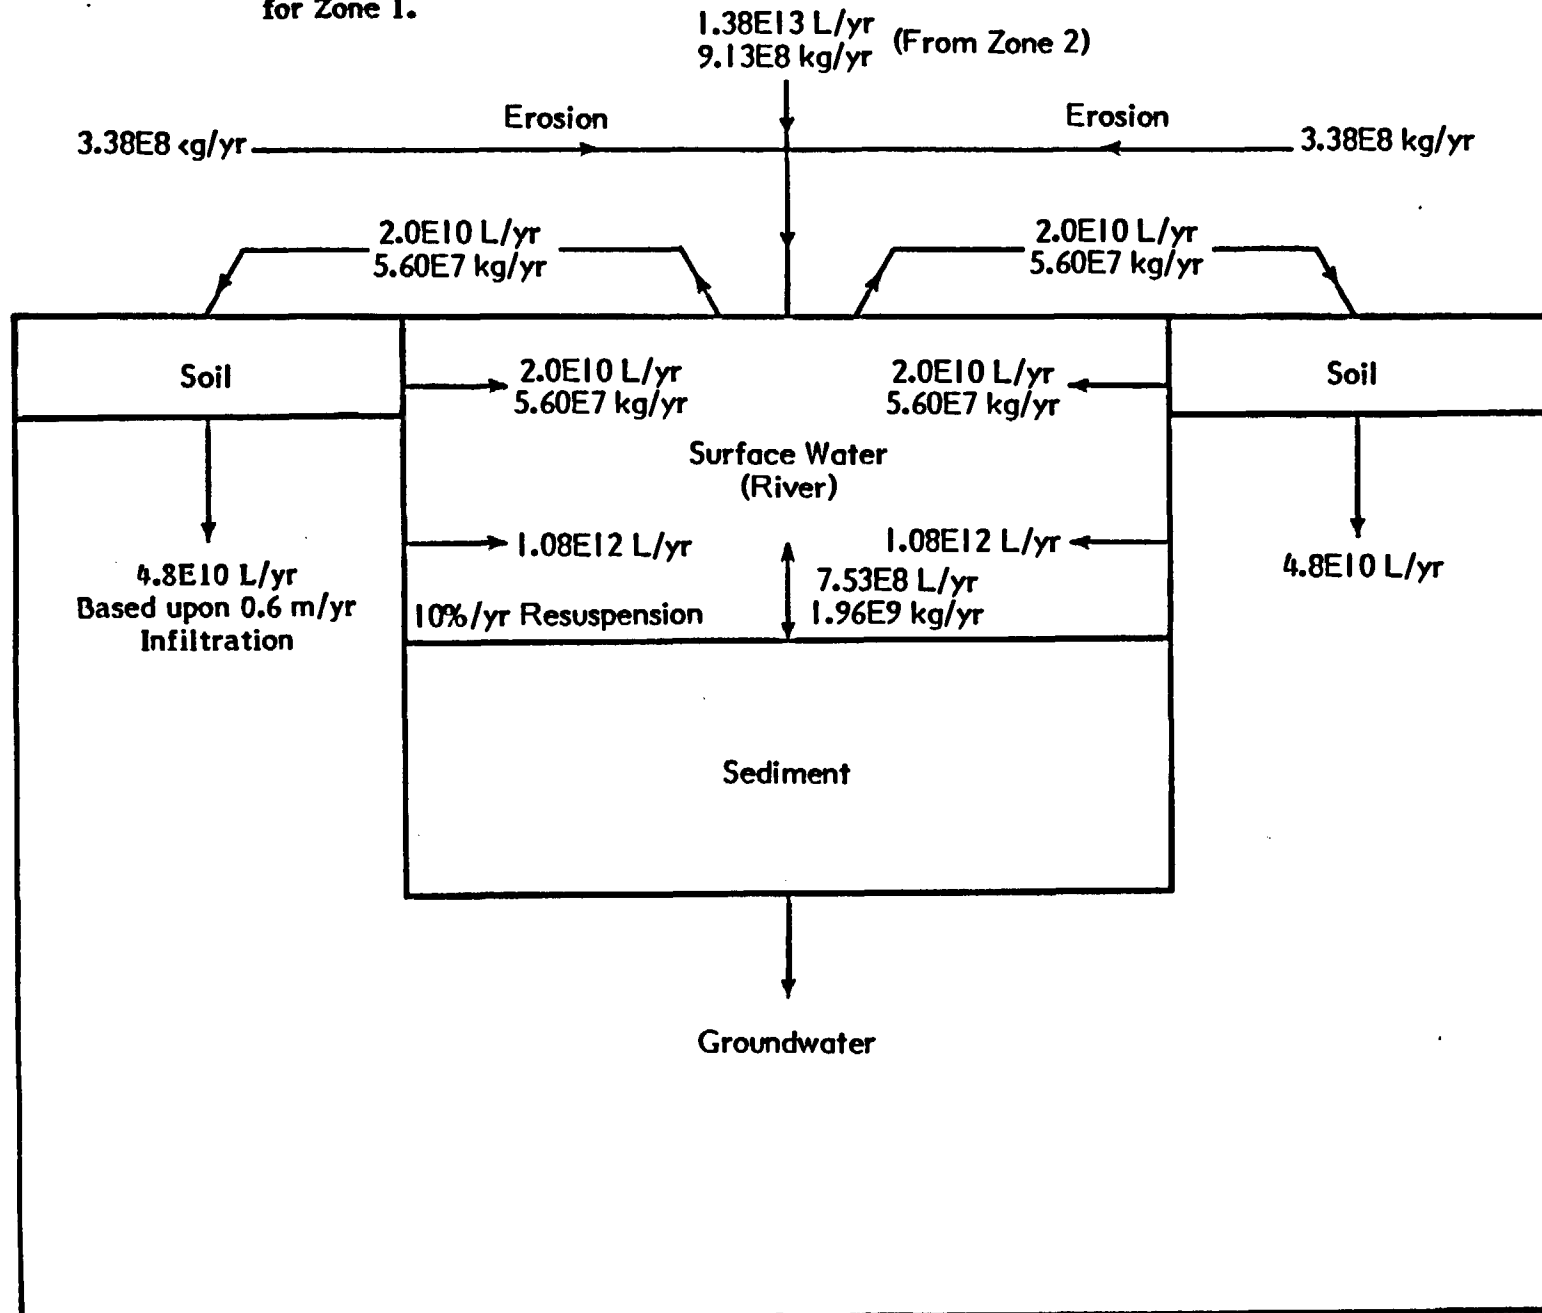 for Zone 1.
1.38E13 L/yr
9.13E8 kg/yr
(From Zone 2)
Erosion
Erosion
3.38E8 <g/yr
3.38E8 kg/yr
2.0E10 L/yr
5.60E7 kg/yr
2.0E10 L/yr
5.60E7 kg/yr
Soil
2.0E10 L/yr
5.60E7 kg/yr
2.0E10 L/yr
5.60E7 kg/yr
Soil
Surface Water
(River)
1.08E12 L/yr
1.08E12 L/yr
4.8E10 L/yr
Based upon 0.6 m/yr
Infiltration
10%/yr Resuspension
7.53E8 L/yr
1.96E9 kg/yr
4.8E10 L/yr
Sediment
Groundwater